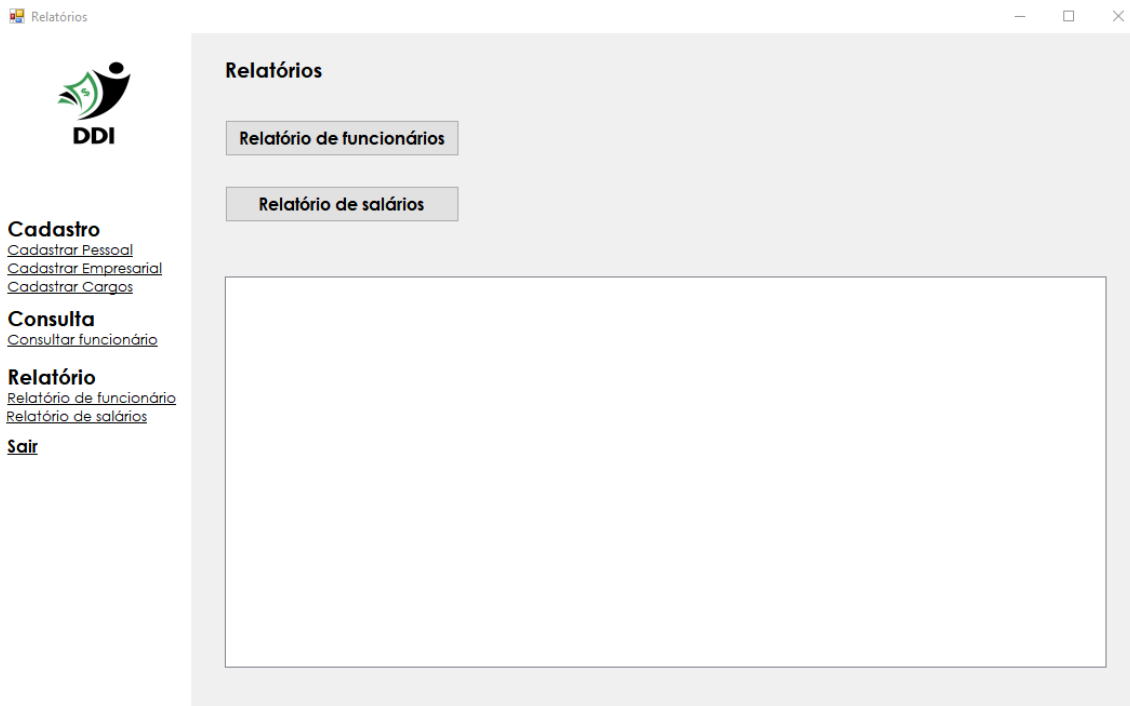 Relatórios
DDI
Cadastro
Cadastrar Pessoal
Cadastrar Empresarial
Cadastrar Cargos
Consulta
Consultar funcionário
Relatório
Relatório de funcionário
Relatório de salários
Sair
Relatórios
Relatório de funcionários
Relatório de salários